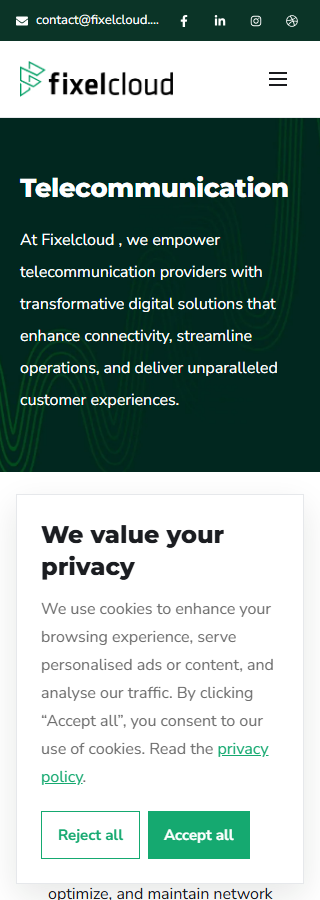 contact@fixelcloud....
fixelcloud
Telecommunication
At Fixelcloud , we empower
telecommunication providers with
transformative digital solutions that
enhance connectivity, streamline
operations, and deliver unparalleled
customer experiences.
We value your
privacy
We use cookies to enhance your
browsing experience, serve
personalised ads or content, and
analyse our traffic. By clicking
“Accept all”, you consent to our
use of cookies. Read the privacy
policy.
Reject all
Accept all
optimize, and maintain network